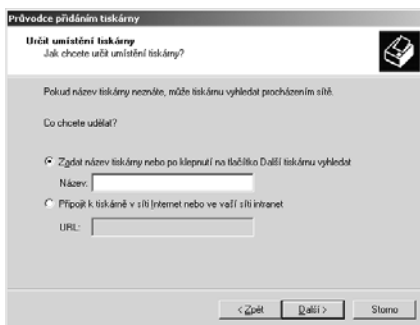 Průvodce přidáním tiskárny
Určit umístění tiskárny
Jak chcete určit umístění tiskárny?
Pokud název tiskárny neznáte, může tiskárnu vyhledat procházením sítě.
Co chcete udělat?
Zadat název tiskárny nebo po klepnutí na tlačítko Další tiskárnu vyhledat
Název:
Připojit k tiskárně v síti Internet nebo ve vaší síti intranet
URL:
< Zpět Další > Storno